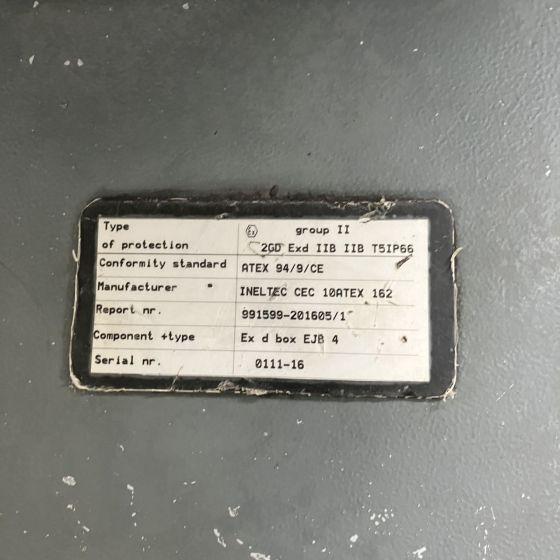 Type group II
of protection 2GD Exd IIB IIB T5IP66
Conformity standard ATEX 94/9/CE
Manufacturer INELTEC CEC 10ATEX 162
Report nr. 991599-201605/1
Component +type Ex d box EJB 4
Serial nr. 0111-16